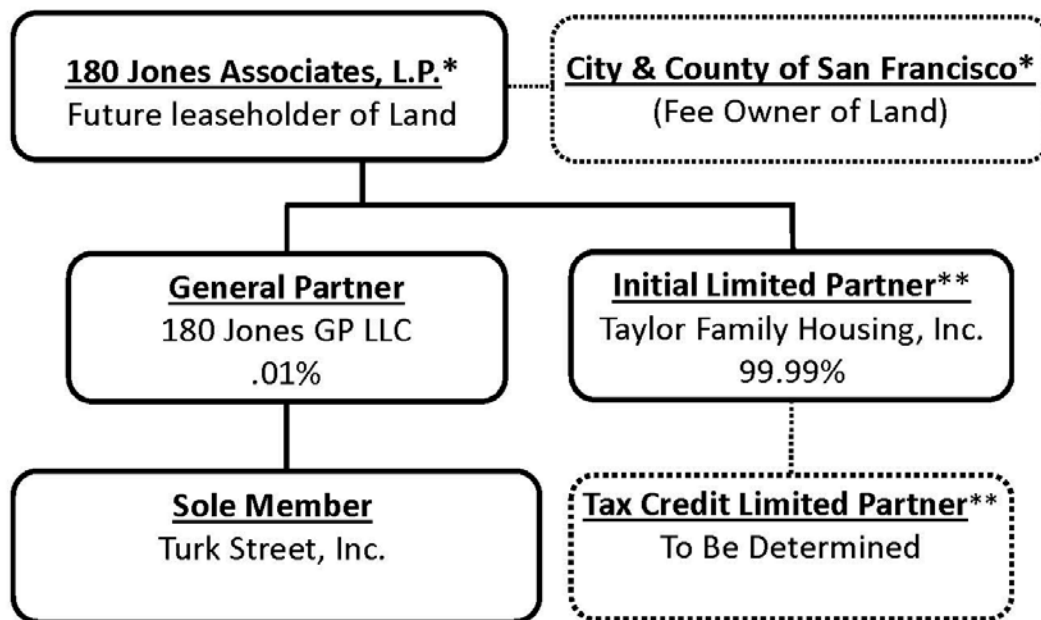 180 Jones Associates, L.P.*
Future leaseholder of Land
City & County of San Francisco*
(Fee Owner of Land)
General Partner
180 Jones GP LLC
.01%
Initial Limited Partner**
Taylor Family Housing, Inc.
99.99%
Sole Member
Turk Street, Inc.
Tax Credit Limited Partner**
To Be Determined